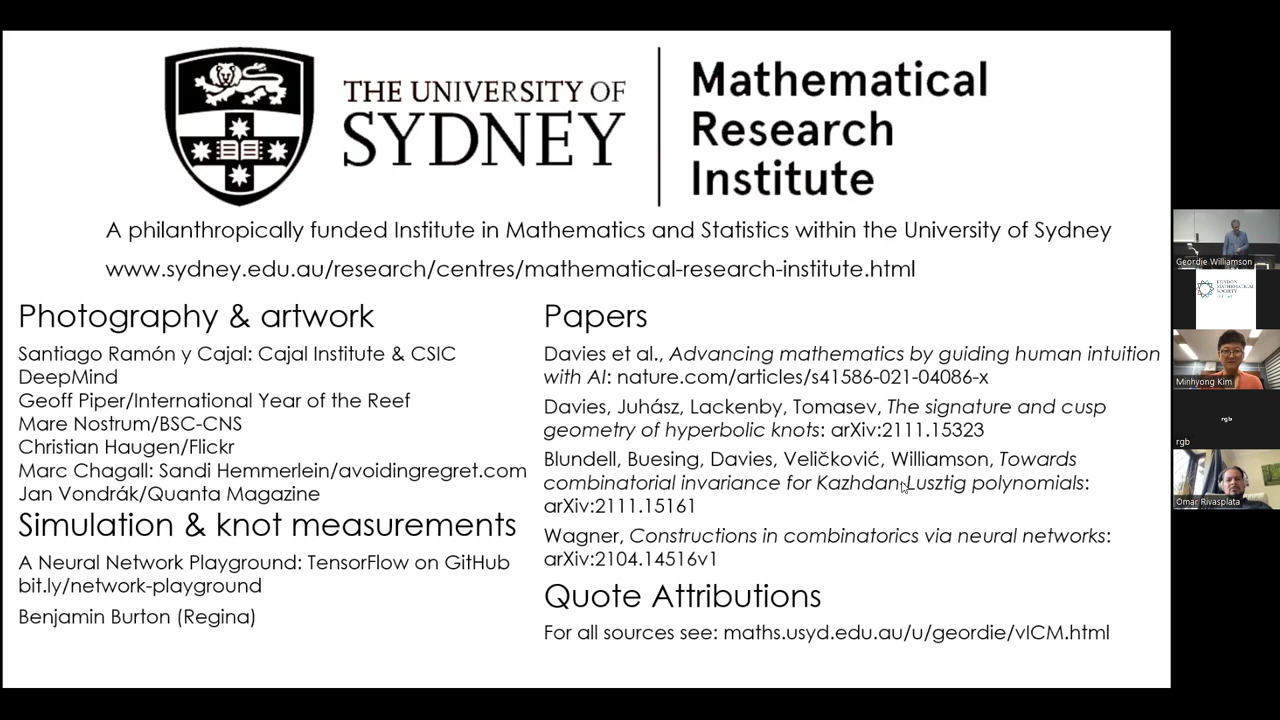 THE UNIVERSITY OF
SYDNEY
Mathematical
Research
Institute
A philanthropically funded Institute in Mathematics and Statistics within the University of Sydney
www.sydney.edu.au/research/centres/mathematical-research-institute.html
Photography & artwork
Santiago Ramón y Cajal: Cajal Institute & CSIC
DeepMind
Geoff Piper/International Year of the Reef
Mare Nostrum/BSC-CNS
Christian Haugen/Flickr
Marc Chagall: Sandi Hemmerlein/avoidingregret.com
Jan Vondrák/Quanta Magazine
Simulation & knot measurements
A Neural Network Playground: TensorFlow on GitHub
bit.ly/network-playground
Benjamin Burton (Regina)
Papers
Davies et al., Advancing mathematics by guiding human intuition
with AI: nature.com/articles/s41586-021-04086-x
Davies, Juhász, Lackenby, Tomasev, The signature and cusp
geometry of hyperbolic knots: arXiv:2111.15323
Blundell, Buesing, Davies, Veličković, Williamson, Towards
combinatorial invariance for Kazhdan-Lusztig polynomials:
arXiv:2111.15161
Wagner, Constructions in combinatorics via neural networks:
arXiv:2104.14516v1
Quote Attributions
For all sources see: maths.usyd.edu.au/u/geordie/vICM.html
Geordie Williamson
LONDON
MATHEMATICAL
SOCIETY
Minhyong Kim
rgb
rgb
Omar Rivasplata